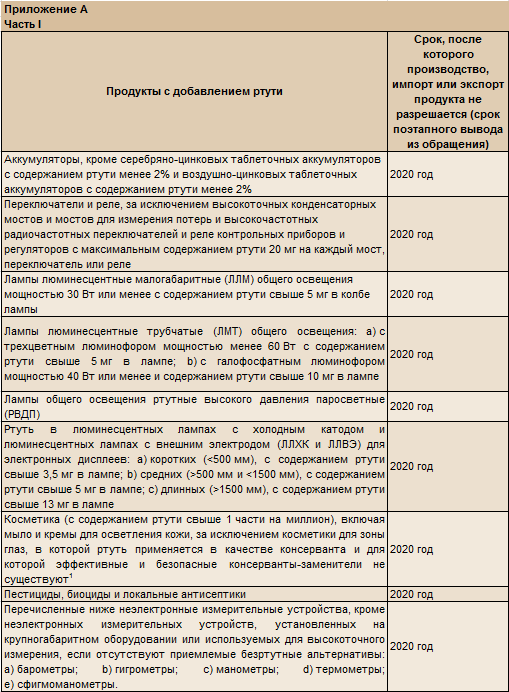 Приложение А
Часть I
Продукты с добавлением ртути
Срок, после
которого
производство,
импорт или экспорт
продукта не
разрешается (срок
поэтапного вывода
из обращения)
Аккумуляторы, кроме серебряно-цинковых таблеточных аккумуляторов
с содержанием ртути менее 2% и воздушно-цинковых таблеточных
аккумуляторов с содержанием ртути менее 2%
2020 год
Переключатели и реле, за исключением высокоточных конденсаторных
мостов и мостов для измерения потерь и высокочастотных
радиочастотных переключателей и реле контрольных приборов и
регуляторов с максимальным содержанием ртути 20 мг на каждый мост,
переключатель или реле
2020 год
Лампы люминесцентные малогабаритные (ЛЛМ) общего освещения
мощностью 30 Вт или менее с содержанием ртути свыше 5 мг в колбе
лампы
2020 год
Лампы люминесцентные трубчатые (ЛМТ) общего освещения: a) с
трехцветным люминофором мощностью менее 60 Вт с содержанием
ртути свыше 5 мг в лампе; b) с галофосфатным люминофором
мощностью 40 Вт или менее и содержанием ртути свыше 10 мг в лампе
2020 год
Лампы общего освещения ртутные высокого давления паросветные
(РВДП)
2020 год
Ртуть в люминесцентных лампах с холодным катодом и
люминесцентных лампах с внешним электродом (ЛЛХК и ЛЛВЭ) для
электронных дисплеев: a) коротких (<500 мм), с содержанием ртути
свыше 3,5 мг в лампе; b) средних (>500 мм и <1500 мм), с содержанием
ртути свыше 5 мг в лампе; c) длинных (>1500 мм), с содержанием ртути
свыше 13 мг в лампе
2020 год
Косметика (с содержанием ртути свыше 1 части на миллион), включая
мыло и кремы для осветления кожи, за исключением косметики для зоны
глаз, в которой ртуть применяется в качестве консерванта и для
которой эффективные и безопасные консерванты-заменители не
существуют¹
2020 год
Пестициды, биоциды и локальные антисептики
2020 год
Перечисленные ниже неэлектронные измерительные устройства, кроме
неэлектронных измерительных устройств, установленных на
крупногабаритном оборудовании или используемых для высокоточного
измерения, если отсутствуют приемлемые безртутные альтернативы:
a) барометры; b) гигрометры; c) манометры; d) термометры;
e) сфигмоманометры.
2020 год